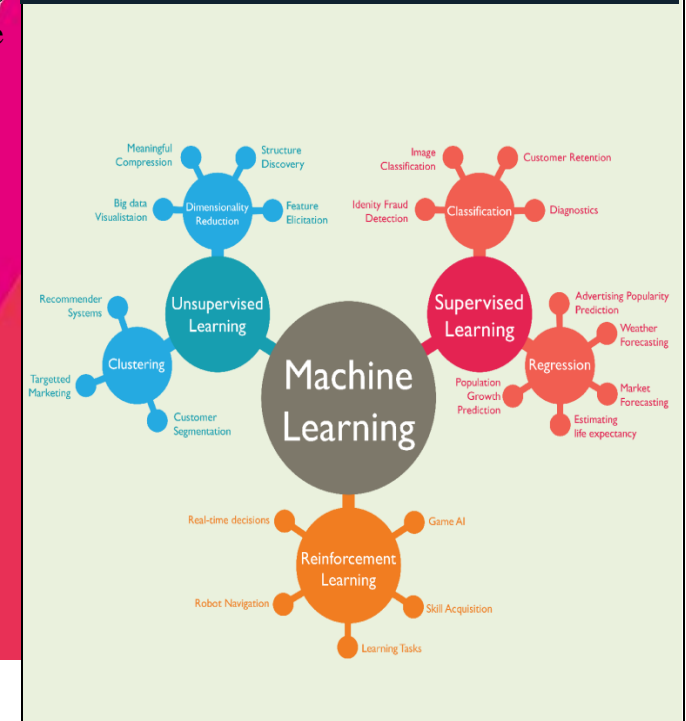 e
Meaningful
Compression
Structure
Discovery
Big data
Visualistaion
Dimensionality
Reduction
Feature
Elicitation
Image
Classification
Customer Retention
Idenity Fraud
Detection
Classification
Diagnostics
Recommender
Systems
Unsupervised
Learning
Clustering
Targetted
Marketing
Customer
Segmentation
Supervised
Learning
Advertising Popularity
Prediction
Weather
Forecasting
Regression
Population
Growth
Prediction
Market
Forecasting
Estimating
life expectancy
Machine
Learning
Real-time decisions
Game AI
Reinforcement
Learning
Robot Navigation
Skill Acquisition
Learning Tasks